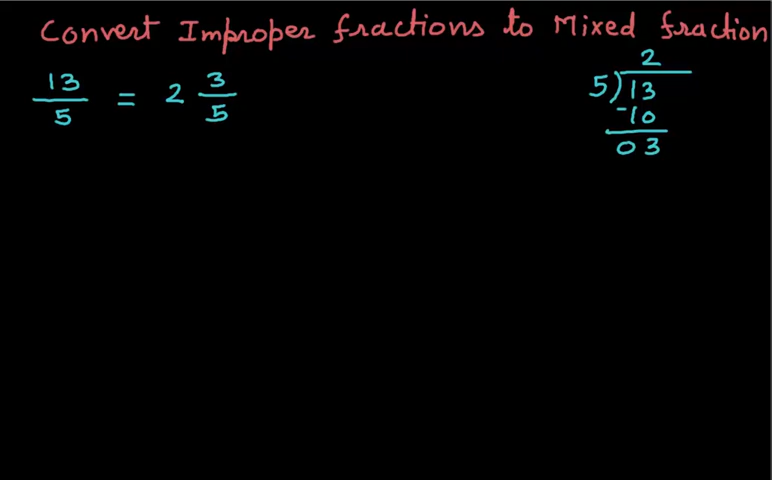 Convert Improper fractions to Mixed fraction
13/5 = 2 3/5
2
5)13
-10
03